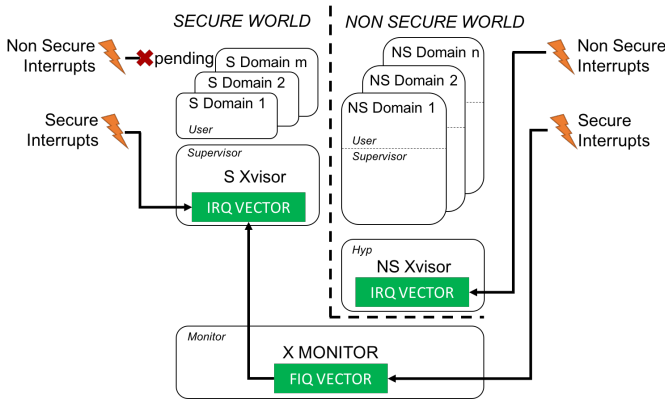 SECURE WORLD
NON SECURE WORLD
Non Secure
Interrupts
pending
S Domain m
S Domain 2
S Domain 1
User
NS Domain n
NS Domain 2
NS Domain 1
User
Supervisor
Non Secure
Interrupts
Secure
Interrupts
Secure
Interrupts
Supervisor
S Xvisor
IRQ VECTOR
Hyp
NS Xvisor
IRQ VECTOR
Monitor
X MONITOR
FIQ VECTOR